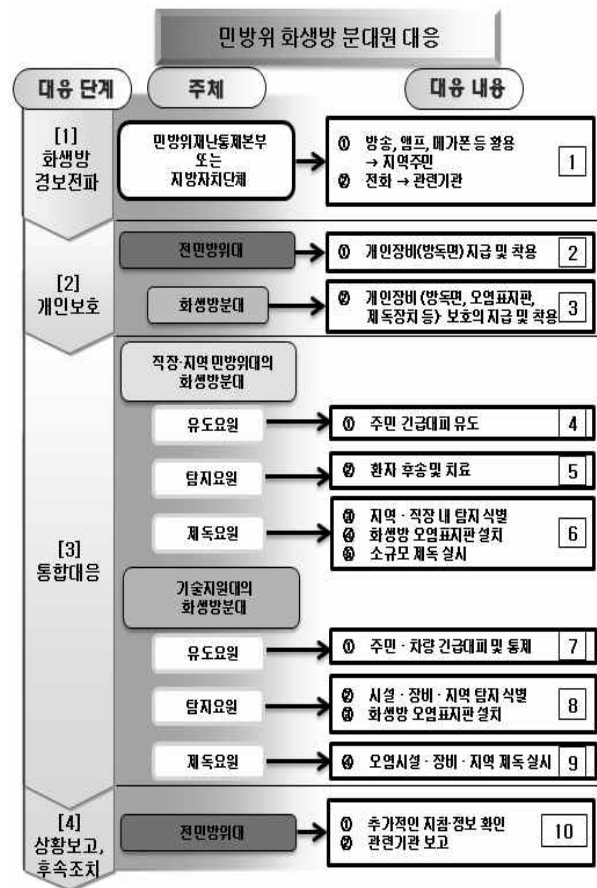 민방위 화생방 분대원 대응
대응 단계
주체
대응 내용
[1]
화생방
경보전파
민방위재난통제본부
또는
지방자치단체
① 방송, 앰프, 메가폰 등 활용
→ 지역주민
② 전화 → 관련기관
1
[2]
개인보호
전민방위대
① 개인장비(방독면) 지급 및 착용
2
화생방분대
② 개인장비 (방독면, 오염표지판,
제독장치 등) 보호의 지급 및 착용
3
[3]
통합대응
직장·지역 민방위대의
화생방분대
유도요원
① 주민 긴급대피 유도
4
탐지요원
② 환자 후송 및 치료
5
제독요원
③ 지역 · 직장 내 탐지 식별
④ 화생방 오염표지판 설치
⑤ 소규모 제독 실시
6
기술지원대의
화생방분대
유도요원
① 주민 · 차량 긴급대피 및 통제
7
탐지요원
② 시설 · 장비 · 지역 탐지 식별
③ 화생방 오염표지판 설치
8
제독요원
④ 오염시설 · 장비 · 지역 제독 실시
9
[4]
상황보고,
후속조치
전민방위대
① 추가적인 지침·정보 확인
② 관련기관 보고
10